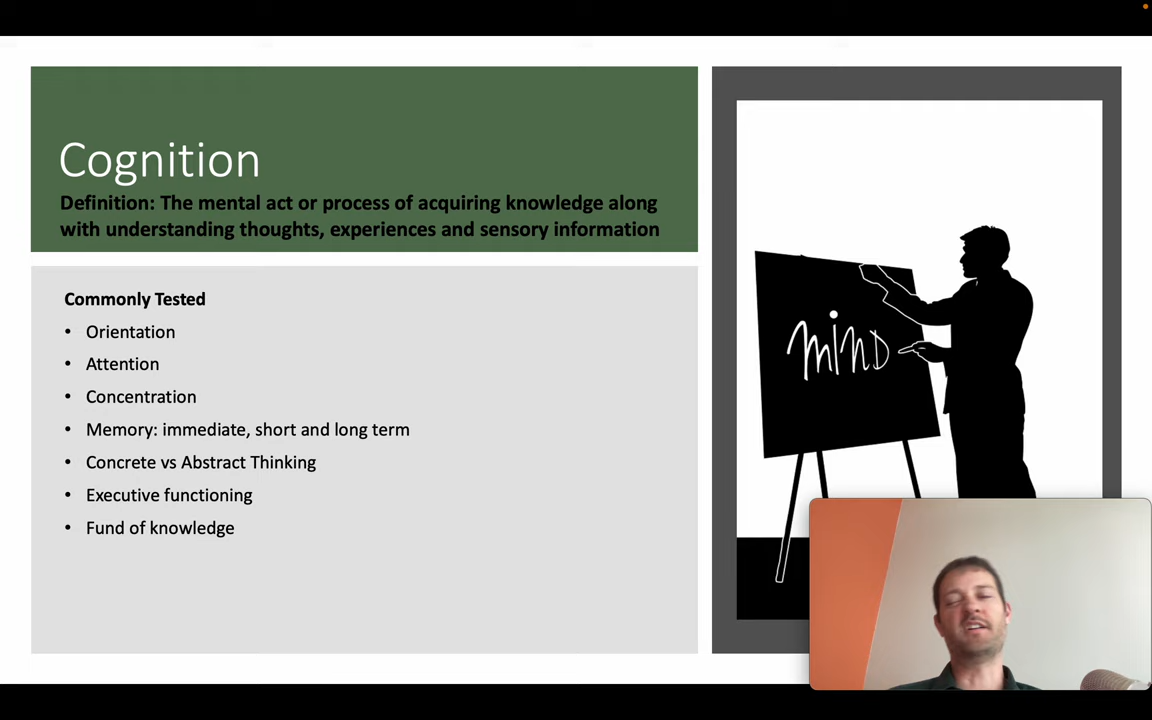 Cognition
Definition: The mental act or process of acquiring knowledge along
with understanding thoughts, experiences and sensory information
Commonly Tested
• Orientation
• Attention
• Concentration
• Memory: immediate, short and long term
• Concrete vs Abstract Thinking
• Executive functioning
• Fund of knowledge
minD